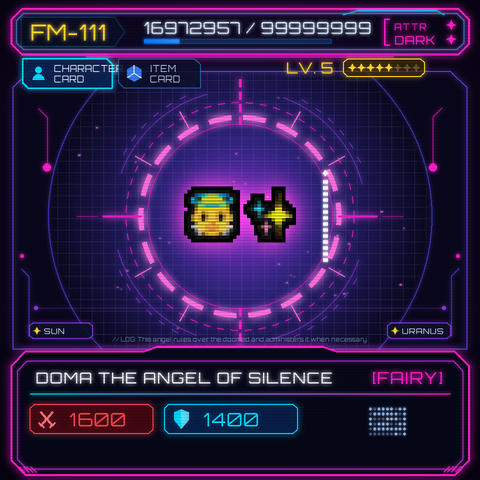 FM-111
16972957 / 99999999
ATTR
DARK
CHARACTER
CARD
ITEM
CARD
LV. 5
SUN
URANUS
// LOG: This angel rules over the doomed and administers it when necessary.
DOMA THE ANGEL OF SILENCE
[FAIRY]
1600
1400